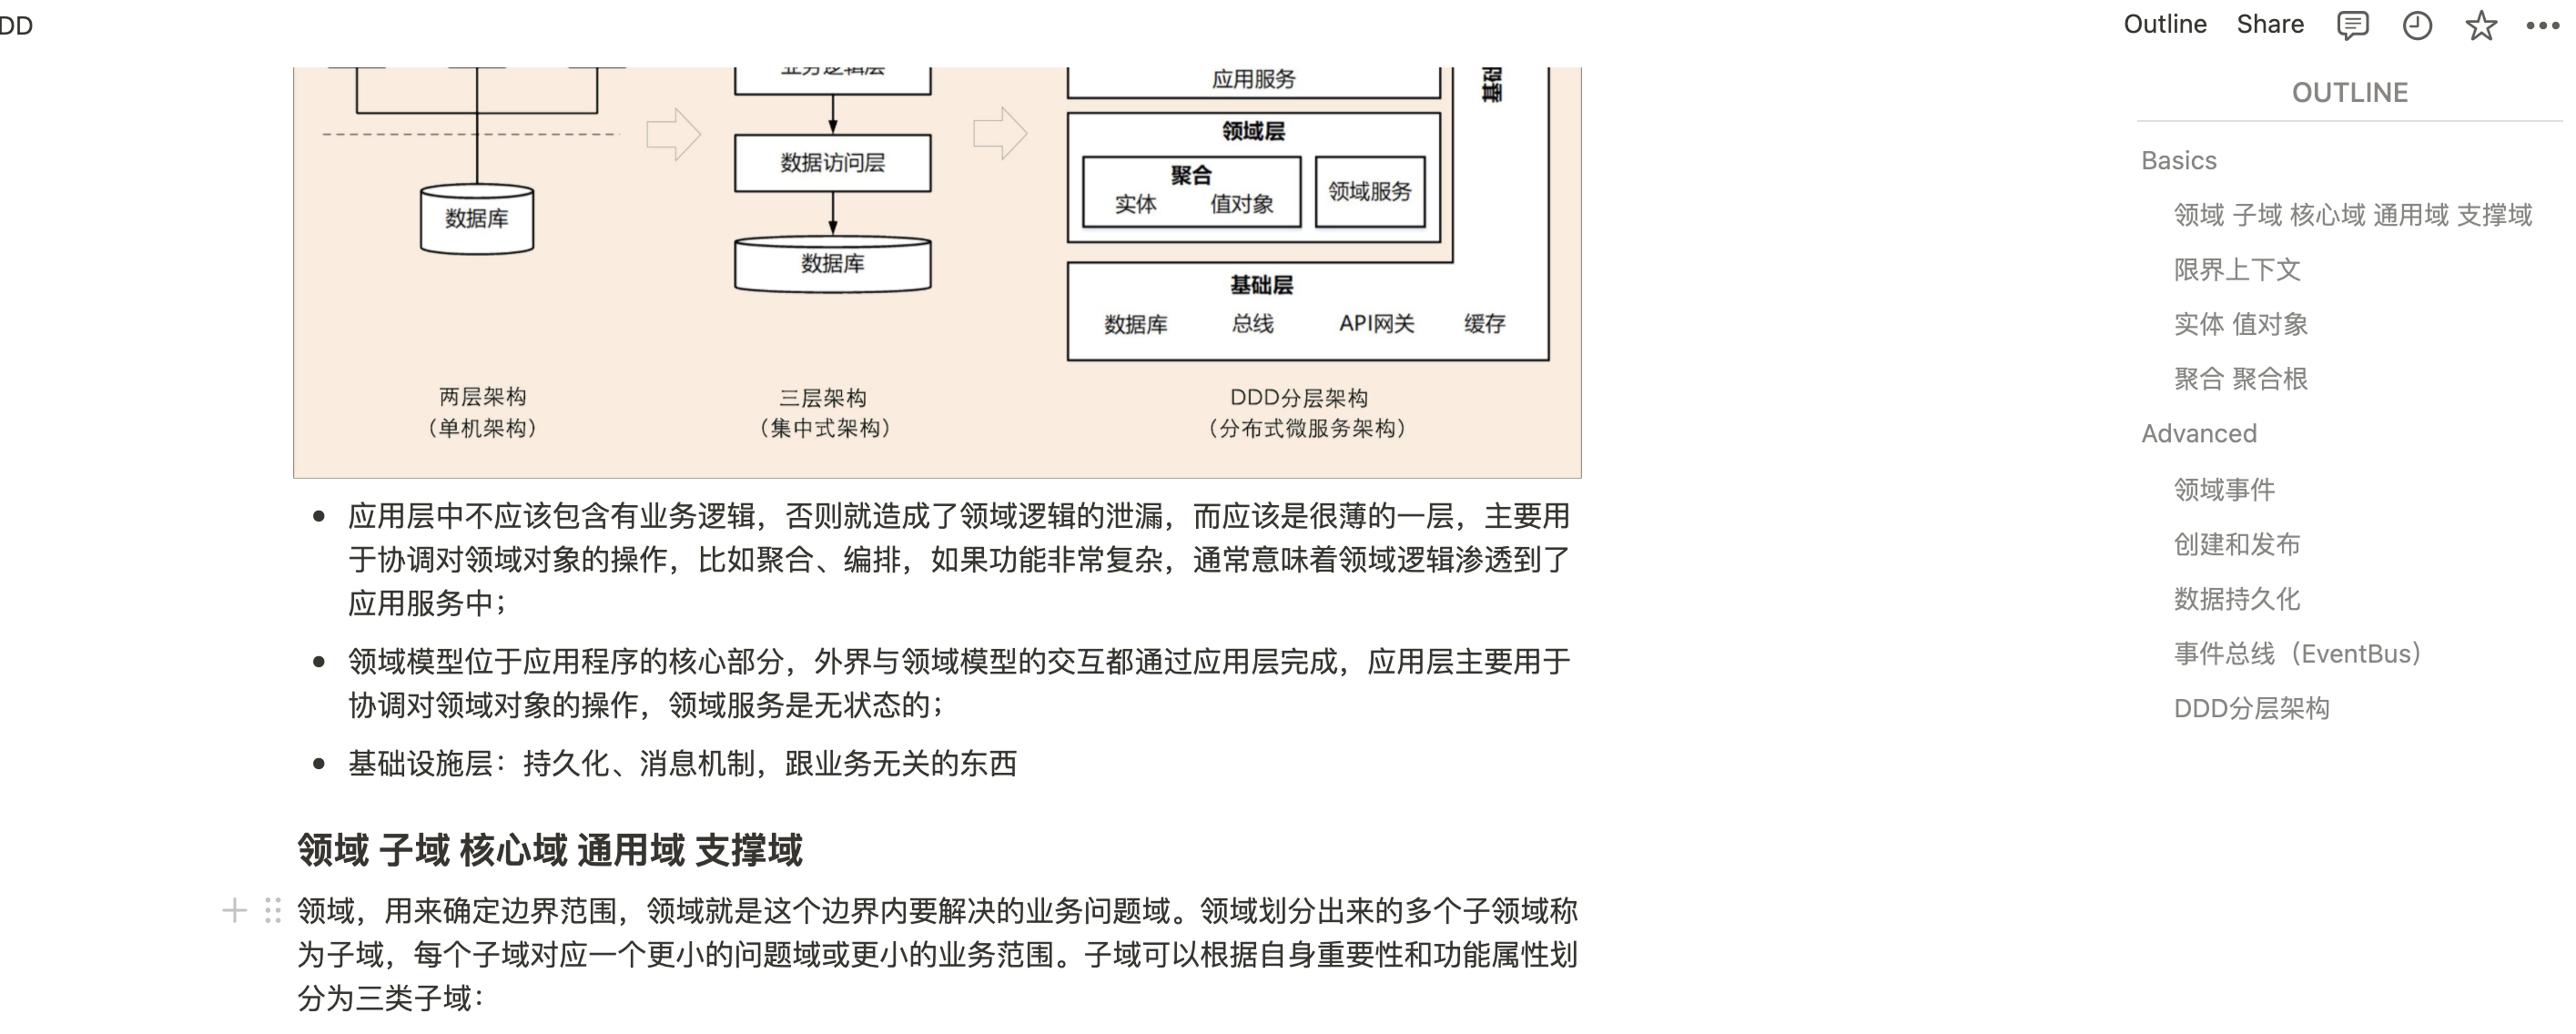 DD
Outline Share
业务逻辑层
数据访问层
数据库
数据库
应用服务
基础
领域层
聚合
实体 值对象
领域服务
基础层
数据库 总线 API网关 缓存
两层架构
（单机架构）
三层架构
（集中式架构）
DDD分层架构
（分布式微服务架构）
应用层中不应该包含有业务逻辑，否则就造成了领域逻辑的泄漏，而应该是很薄的一层，主要用
于协调对领域对象的操作，比如聚合、编排，如果功能非常复杂，通常意味着领域逻辑渗透到了
应用服务中；
领域模型位于应用程序的核心部分，外界与领域模型的交互都通过应用层完成，应用层主要用于
协调对领域对象的操作，领域服务是无状态的；
基础设施层：持久化、消息机制，跟业务无关的东西
领域 子域 核心域 通用域 支撑域
领域，用来确定边界范围，领域就是这个边界内要解决的业务问题域。领域划分出来的多个子领域称
为子域，每个子域对应一个更小的问题域或更小的业务范围。子域可以根据自身重要性和功能属性划
分为三类子域：
OUTLINE
Basics
领域 子域 核心域 通用域 支撑域
限界上下文
实体 值对象
聚合 聚合根
Advanced
领域事件
创建和发布
数据持久化
事件总线（EventBus）
DDD分层架构